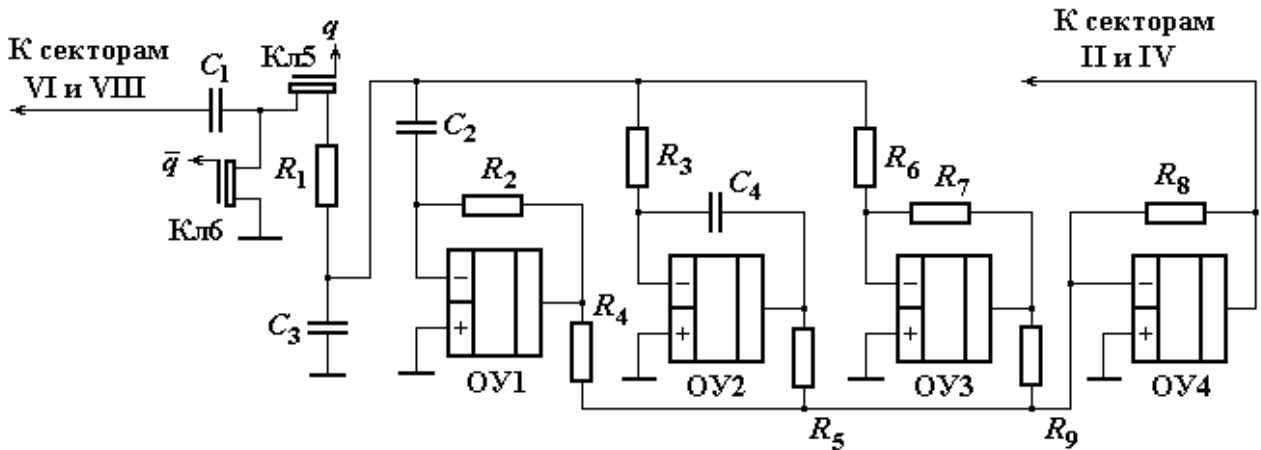 К секторам
VI и VIII
C1
Кл5
q
К секторам
II и IV
q̄
Кл6
R1
C2
R2
R3
C4
R6
R7
R8
C3
−
+
ОУ1
R4
−
+
ОУ2
R5
−
+
ОУ3
R9
−
+
ОУ4